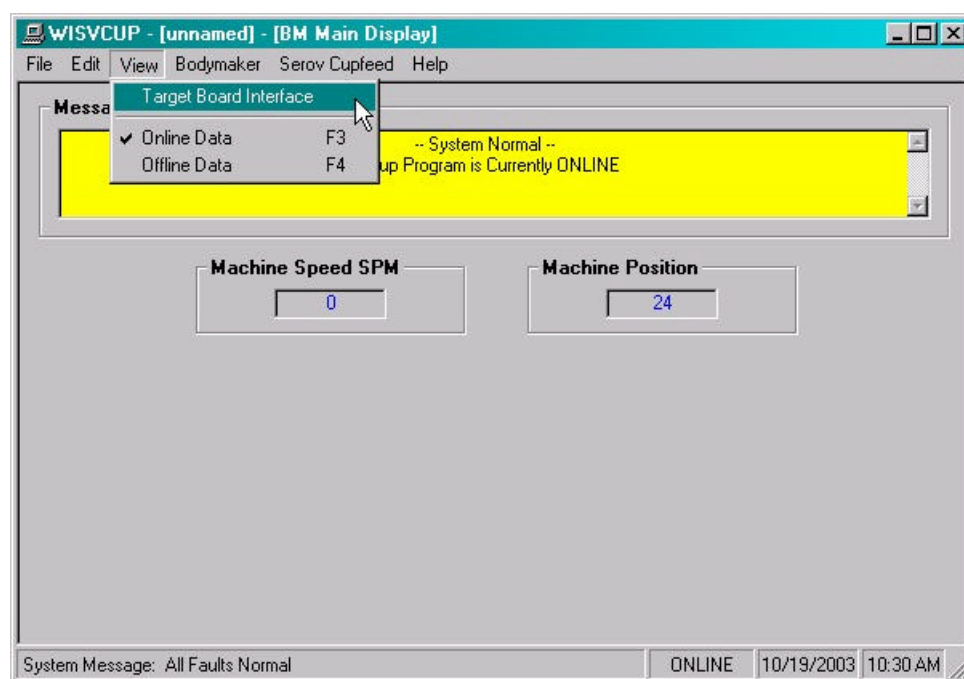 WISVCUP - [unnamed] - [BM Main Display]
File Edit View Bodymaker Serov Cupfeed Help
Target Board Interface
Online Data F3
Offline Data F4
-- System Normal --
Program is Currently ONLINE
Machine Speed SPM
0
Machine Position
24
System Message: All Faults Normal
ONLINE 10/19/2003 10:30 AM